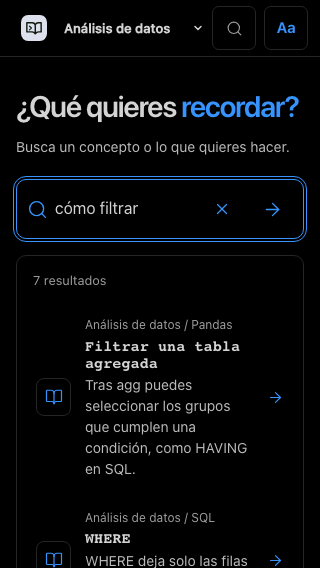 Análisis de datos
Aa
¿Qué quieres recordar?
Busca un concepto o lo que quieres hacer.
cómo filtrar
7 resultados
Análisis de datos / Pandas
Filtrar una tabla
agregada
Tras agg puedes
seleccionar los grupos
que cumplen una
condición, como HAVING
en SQL.
Análisis de datos / SQL
WHERE
WHERE deja solo las filas